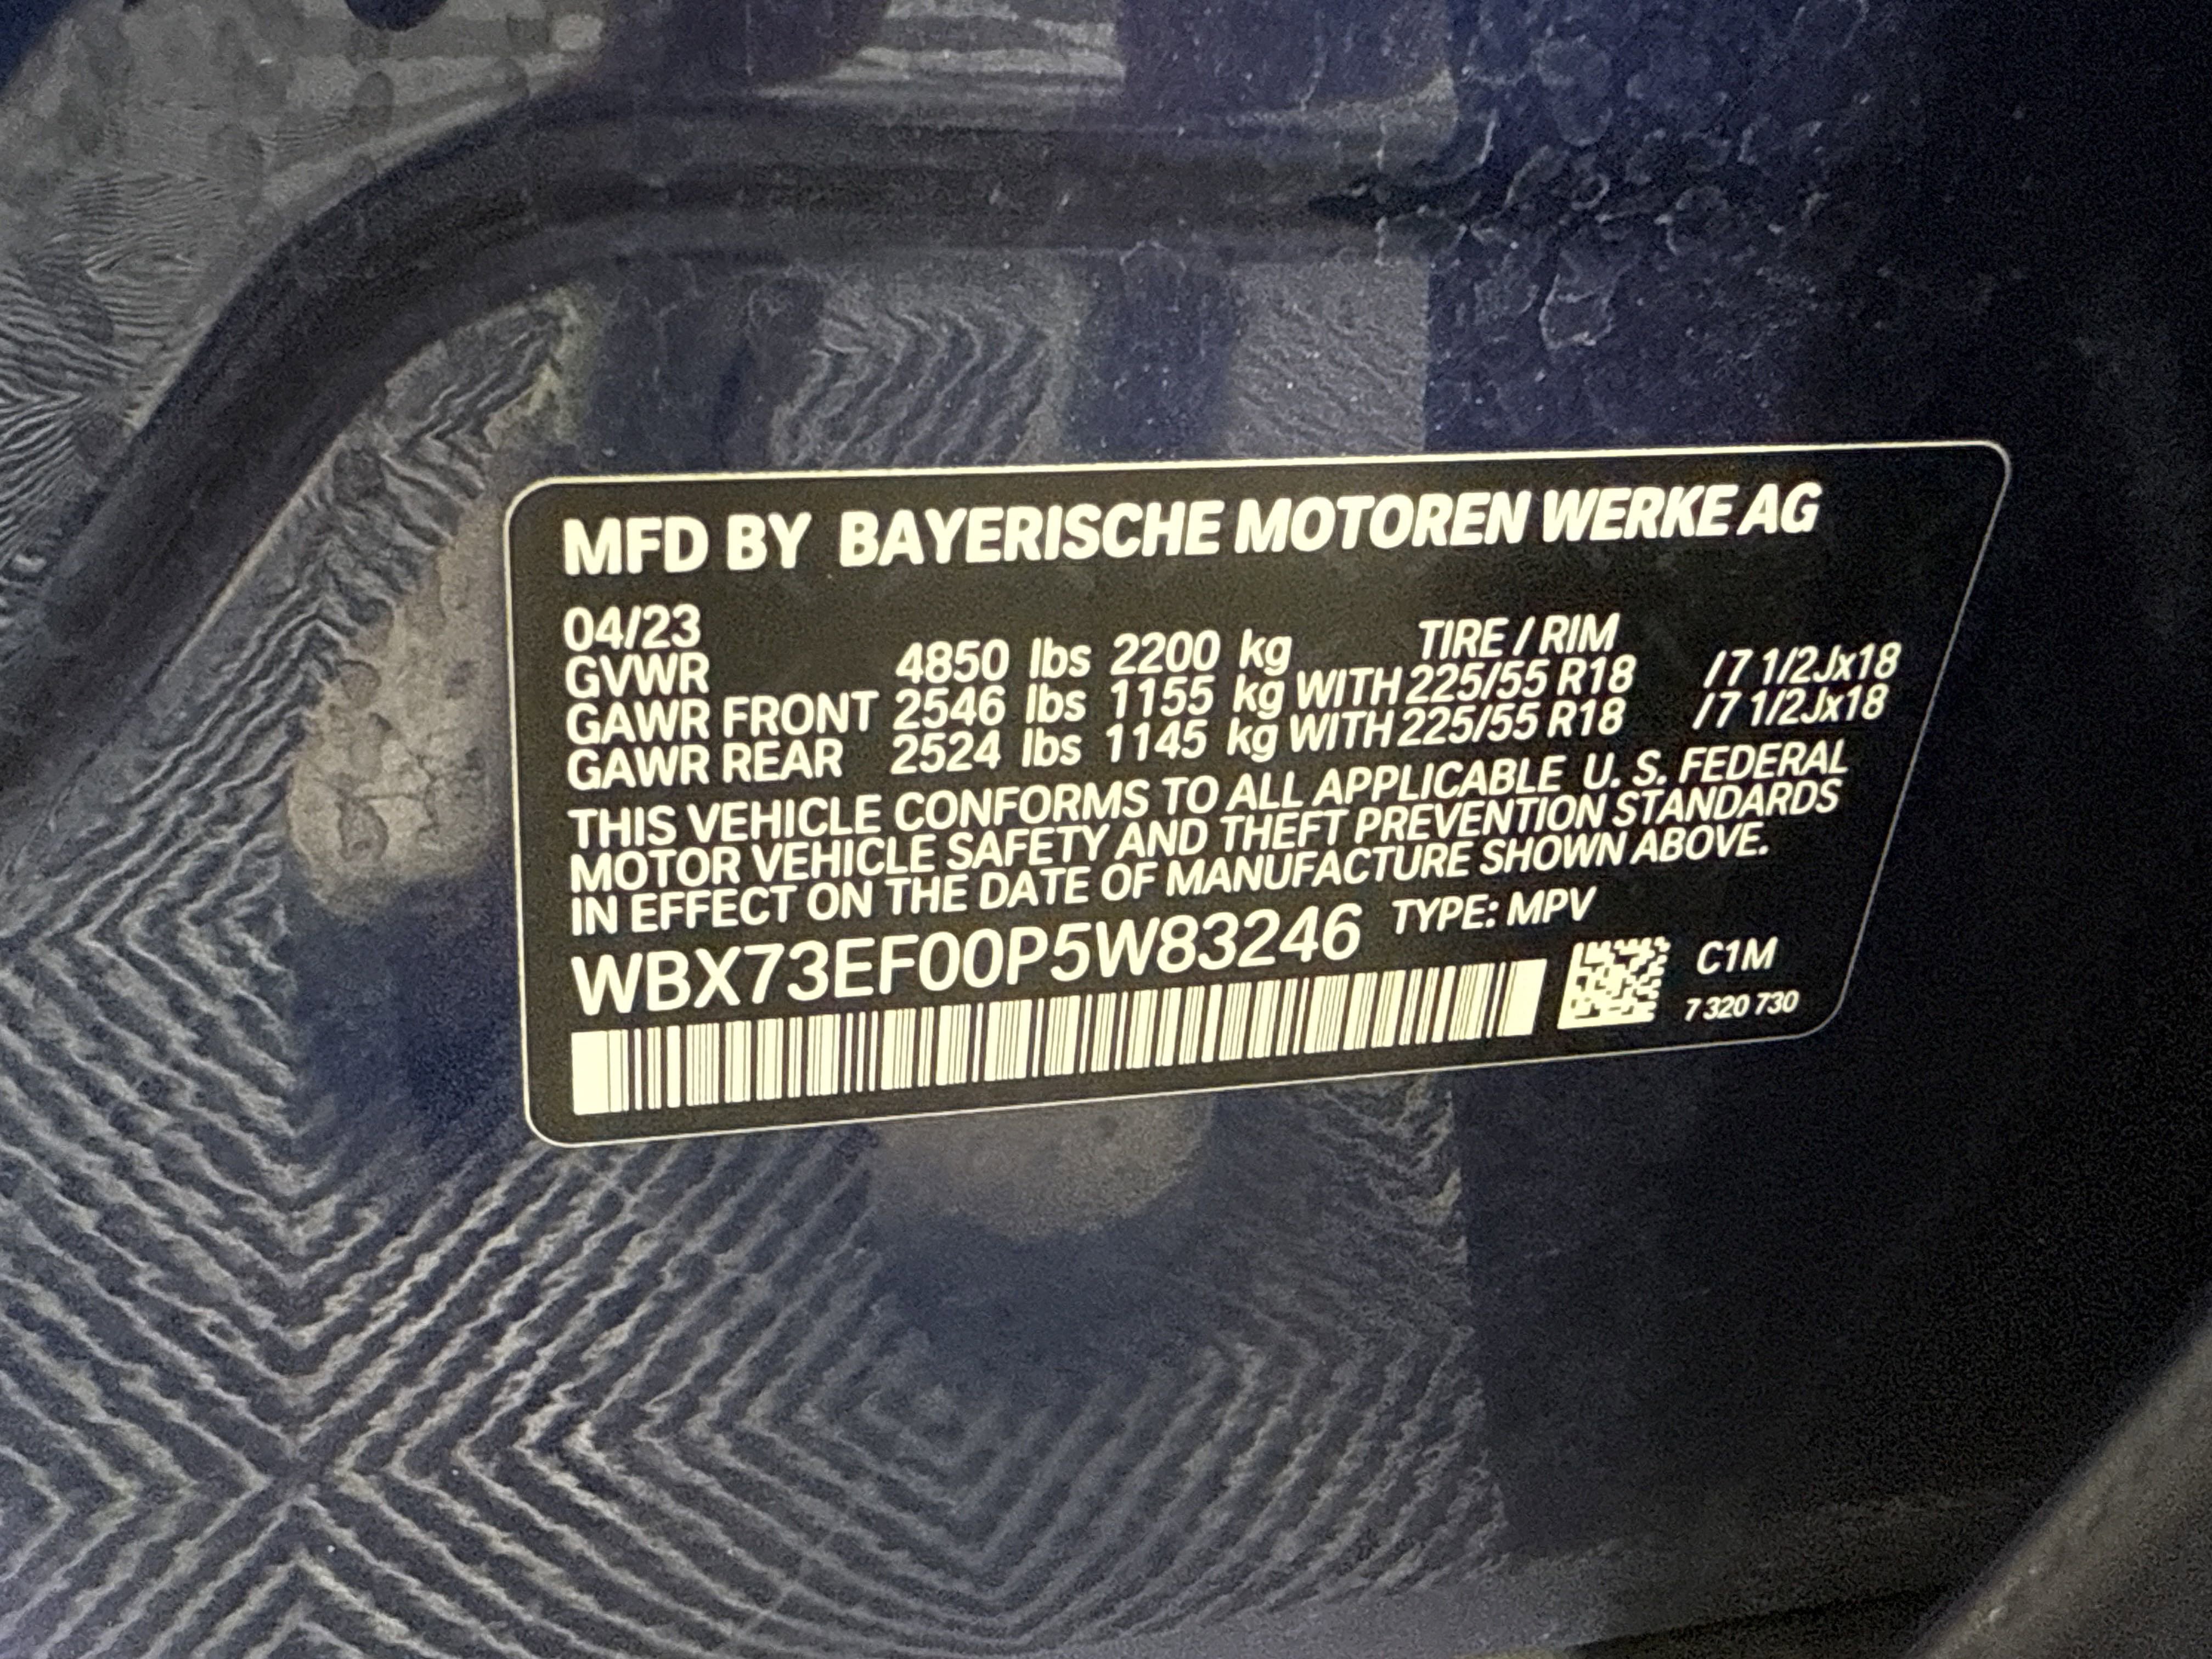 MFD BY BAYERISCHE MOTOREN WERKE AG
04/23 TIRE / RIM
GVWR 4850 lbs 2200 kg
GAWR FRONT 2546 lbs 1155 kg WITH 225/55 R18 / 7 1/2Jx18
GAWR REAR 2524 lbs 1145 kg WITH 225/55 R18 / 7 1/2Jx18
THIS VEHICLE CONFORMS TO ALL APPLICABLE U. S. FEDERAL
MOTOR VEHICLE SAFETY AND THEFT PREVENTION STANDARDS
IN EFFECT ON THE DATE OF MANUFACTURE SHOWN ABOVE.
WBX73EF00P5W83246 TYPE: MPV
C1M
7 320 730